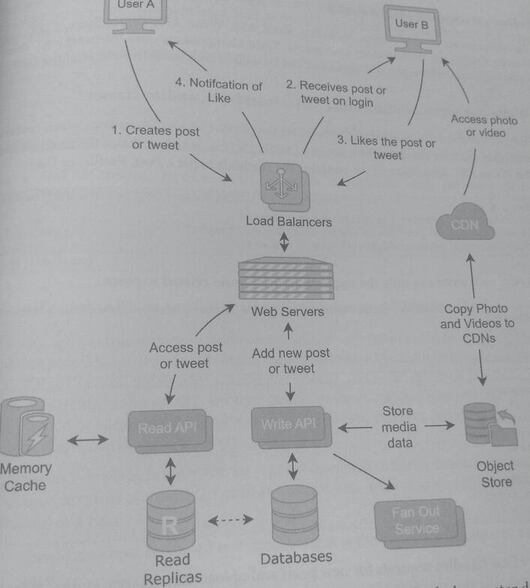 User A
User B
4. Notifcation of
Like
2. Receives post or
tweet on login
1. Creates post
or tweet
3. Likes the post or
tweet
Access photo
or video
Load Balancers
CDN
Web Servers
Copy Photo
and Videos to
CDNs
Access post
or tweet
Add new post
or tweet
Read API
Write API
Store
media
data
Memory
Cache
Object
Store
R
Fan Out
Service
Read
Replicas
Databases